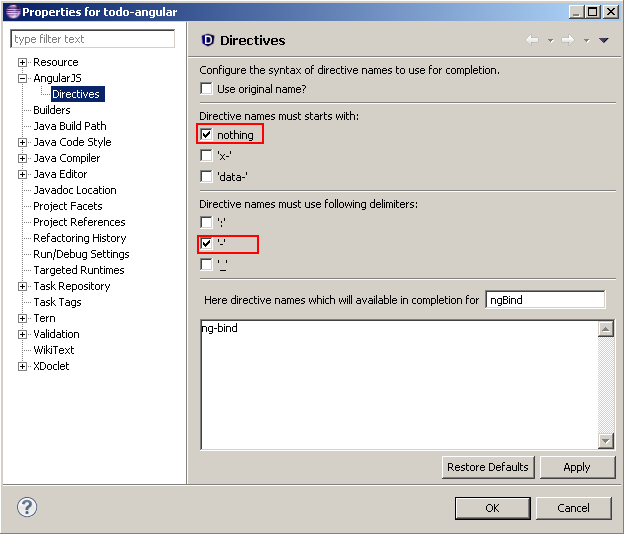 Properties for todo-angular
type filter text
Resource
AngularJS
Directives
Builders
Java Build Path
Java Code Style
Java Compiler
Java Editor
Javadoc Location
Project Facets
Project References
Refactoring History
Run/Debug Settings
Targeted Runtimes
Task Repository
Task Tags
Tern
Validation
WikiText
XDoclet
Directives
Configure the syntax of directive names to use for completion.
Use original name?
Directive names must starts with:
nothing
'x-'
'data-'
Directive names must use following delimiters:
':'
'-'
'_'
Here directive names which will available in completion for ngBind
ng-bind
Restore Defaults Apply
OK Cancel